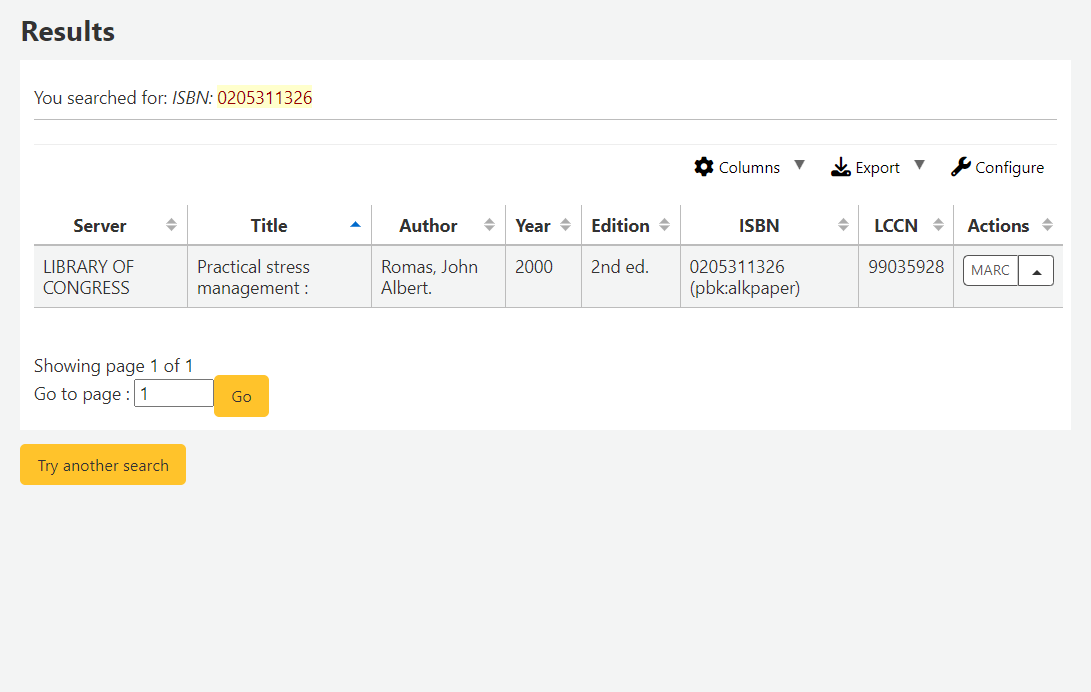 Results
You searched for: ISBN: 0205311326
Columns Export Configure
Server Title Author Year Edition ISBN LCCN Actions
LIBRARY OF Practical stress Romas, John 2000 2nd ed. 0205311326 99035928 MARC
CONGRESS management : Albert. (pbk:alkpaper)
Showing page 1 of 1
Go to page : 1 Go
Try another search